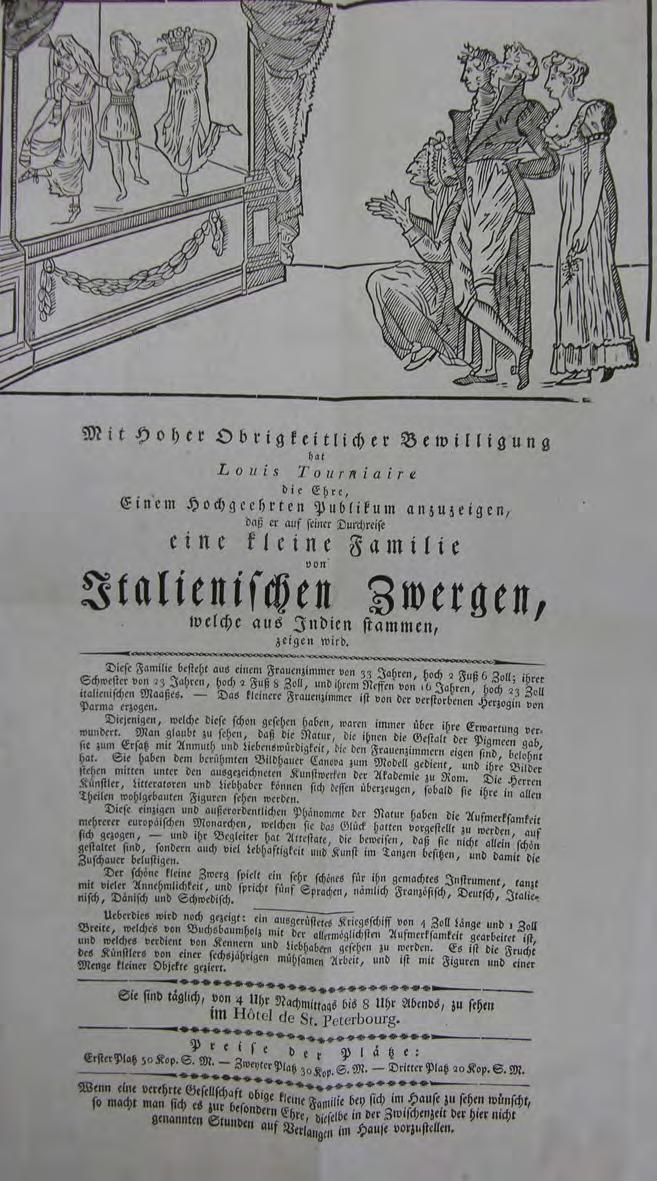 Mit Hoher Obrigkeitlicher Bewilligung
hat
Louis Tourniaire
die Ehre,
Einem Hochgeehrten Publikum anzuzeigen,
daß er auf seiner Durchreise
eine kleine Familie
von
Italienischen Zwergen,
welche aus Indien stammen,
zeigen wird.
Diese Familie besteht aus einem Frauenzimmer von 33 Jahren, hoch 2 Fuß 6 Zoll; ihrer
Schwester von 23 Jahren, hoch 2 Fuß 8 Zoll, und ihrem Neffen von 16 Jahren, hoch 23 Zoll
italienischen Maaßes. — Das kleinere Frauenzimmer ist von der verstorbenen Herzogin von
Parma erzogen.
Diejenigen, welche diese schon gesehen haben, waren immer über ihre Erwartung ver-
wundert. Man glaubt zu sehen, daß die Natur, die ihnen die Gestalt der Pigmeen gab,
sie zum Ersatz mit Anmuth und Liebenswürdigkeit, die den Frauenzimmern eigen sind, belohnt
hat. Sie haben dem berühmten Bildhauer Canova zum Modell gedient, und ihre Bilder
stehen mitten unter den ausgezeichneten Kunstwerken der Akademie zu Rom. Die Herren
Künstler, Litteratoren und Liebhaber können sich dessen überzeugen, sobald sie ihre in allen
Theilen wohlgebauten Figuren sehen werden.
Diese einzigen und außerordentlichen Phänomme der Natur haben die Aufmerksamkeit
mehrerer europäischen Monarchen, welchen sie das Glück hatten vorgestellt zu werden, auf
sich gezogen, — und ihr Begleiter hat Attestate, die beweisen, daß sie nicht allein schön
gestaltet sind, sondern auch viel Lebhaftigkeit und Kunst im Tanzen besitzen, und damit die
Zuschauer belustigen.
Der schöne kleine Zwerg spielt ein sehr schönes für ihn gemachtes Instrument, tanzt
mit vieler Annehmlichkeit, und spricht fünf Sprachen, nämlich Französisch, Deutsch, Italie-
nisch, Dänisch und Schwedisch.
Ueberdies wird noch gezeigt: ein ausgerüstetes Kriegsschiff von 4 Zoll Länge und 1 Zoll
Breite, welches von Buchsbaumholz mit der allermöglichsten Aufmerksamkeit gearbeitet ist,
und welches verdient von Kennern und Liebhabern gesehen zu werden. Es ist die Frucht
des Künstlers von einer sechsjährigen mühsamen Arbeit, und ist mit Figuren und einer
Menge kleiner Objekte geziert.
Sie sind täglich, von 4 Uhr Nachmittags bis 8 Uhr Abends, zu sehen
im Hôtel de St. Peterbourg.
Preise der Plätze:
Erster Platz 50 Kop. S. M. — Zweyter Platz 30 Kop. S. M. — Dritter Platz 20 Kop. S. M.
Wenn eine verehrte Gesellschaft obige kleine Familie bey sich im Hause zu sehen wünscht,
so macht man sich es zur besondern Ehre, dieselbe in der Zwischenzeit der hier nicht
genannten Stunden auf Verlangen im Hause vorzustellen.